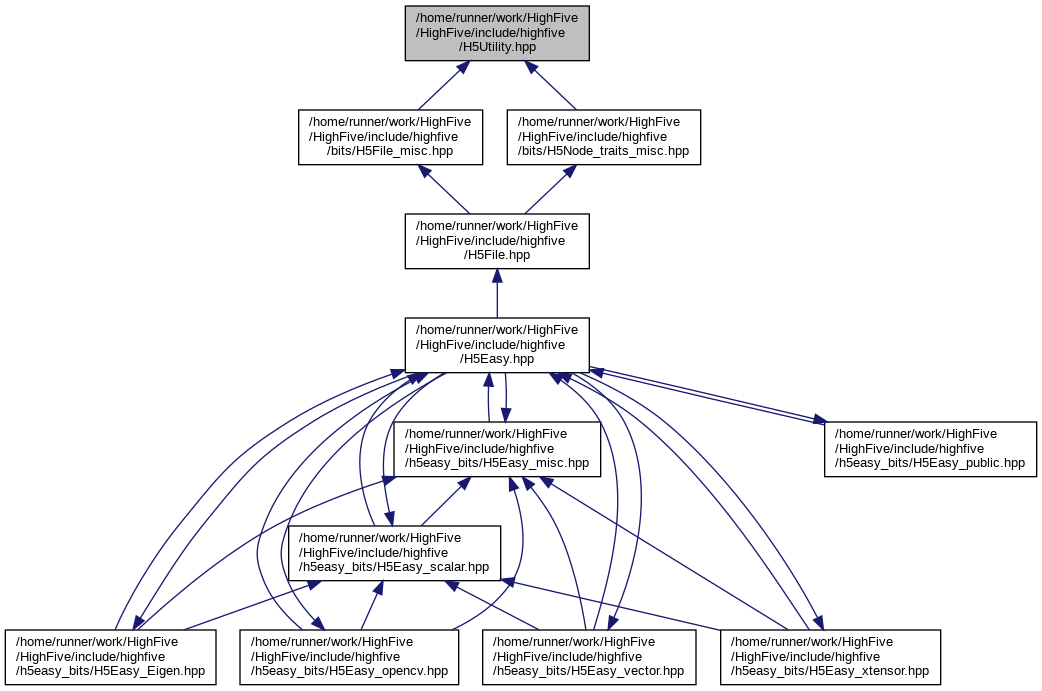 /home/runner/work/HighFive
/HighFive/include/highfive
/H5Utility.hpp
/home/runner/work/HighFive
/HighFive/include/highfive
/bits/H5File_misc.hpp
/home/runner/work/HighFive
/HighFive/include/highfive
/bits/H5Node_traits_misc.hpp
/home/runner/work/HighFive
/HighFive/include/highfive
/H5File.hpp
/home/runner/work/HighFive
/HighFive/include/highfive
/H5Easy.hpp
/home/runner/work/HighFive
/HighFive/include/highfive
/h5easy_bits/H5Easy_misc.hpp
/home/runner/work/HighFive
/HighFive/include/highfive
/h5easy_bits/H5Easy_public.hpp
/home/runner/work/HighFive
/HighFive/include/highfive
/h5easy_bits/H5Easy_scalar.hpp
/home/runner/work/HighFive
/HighFive/include/highfive
/h5easy_bits/H5Easy_Eigen.hpp
/home/runner/work/HighFive
/HighFive/include/highfive
/h5easy_bits/H5Easy_opencv.hpp
/home/runner/work/HighFive
/HighFive/include/highfive
/h5easy_bits/H5Easy_vector.hpp
/home/runner/work/HighFive
/HighFive/include/highfive
/h5easy_bits/H5Easy_xtensor.hpp